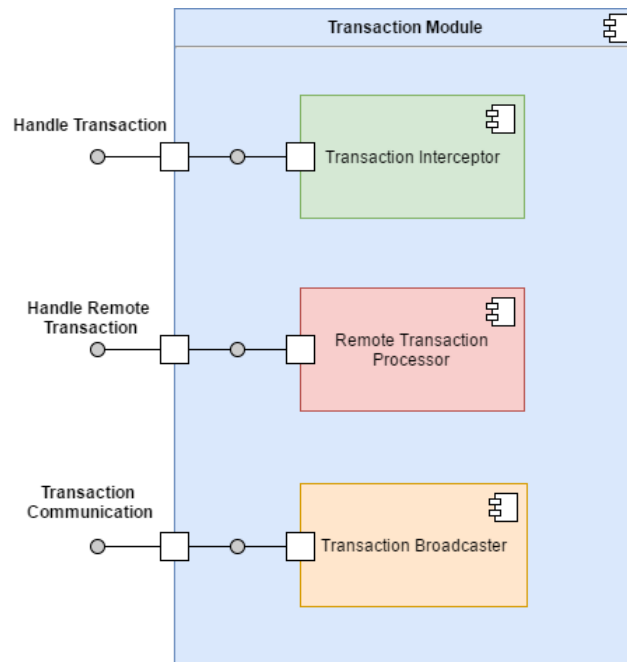 Transaction Module
Handle Transaction
Transaction Interceptor
Handle Remote
Transaction
Remote Transaction
Processor
Transaction
Communication
Transaction Broadcaster